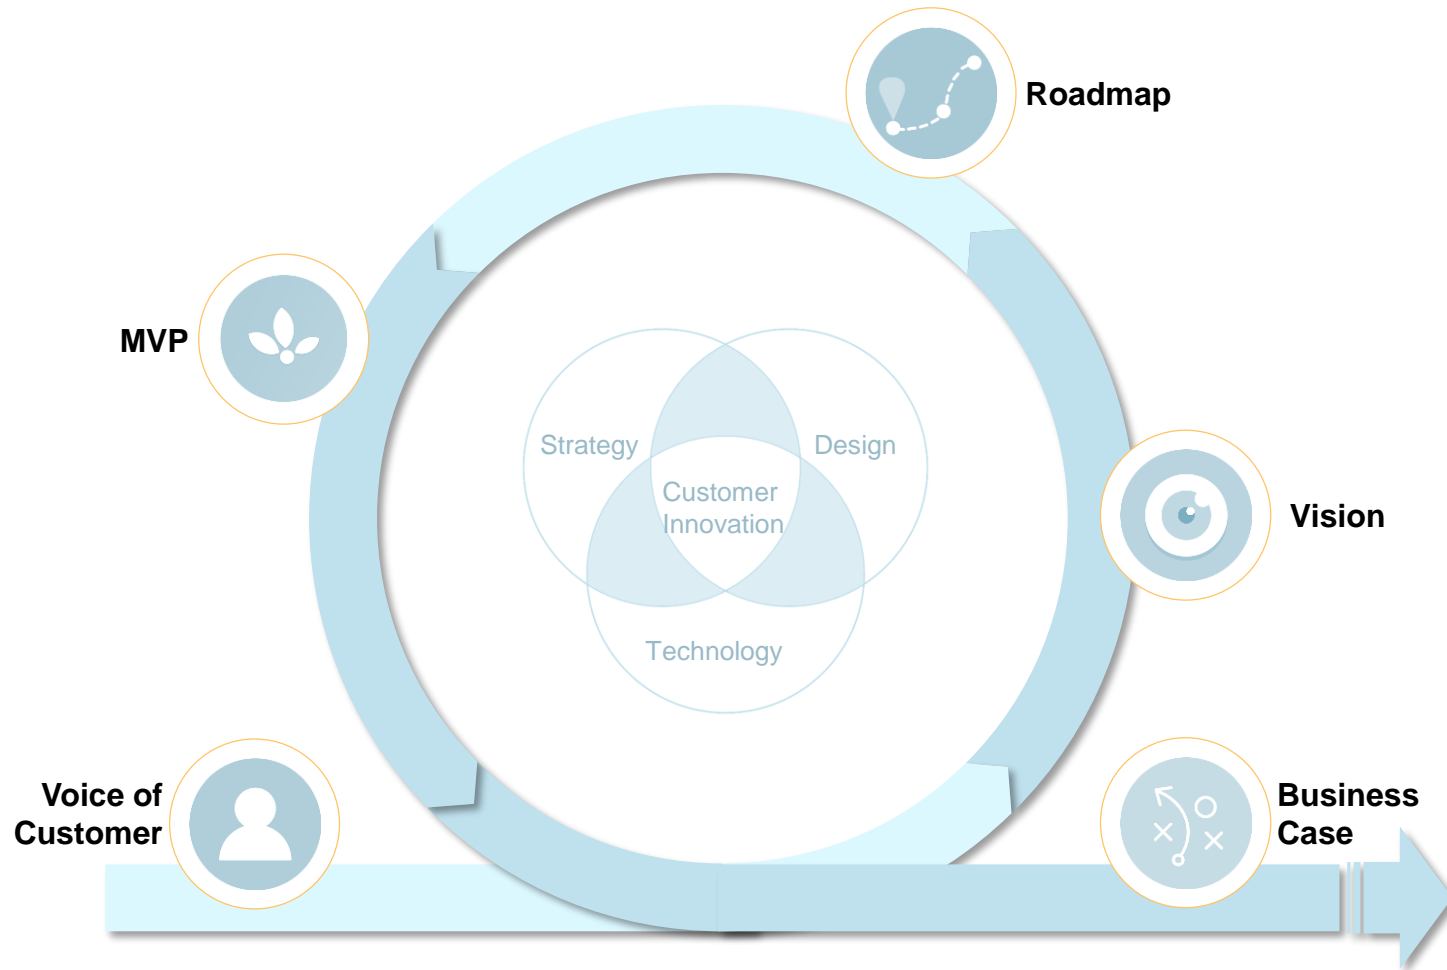 Roadmap
MVP
Strategy
Design
Customer
Innovation
Vision
Technology
Voice of
Customer
Business
Case